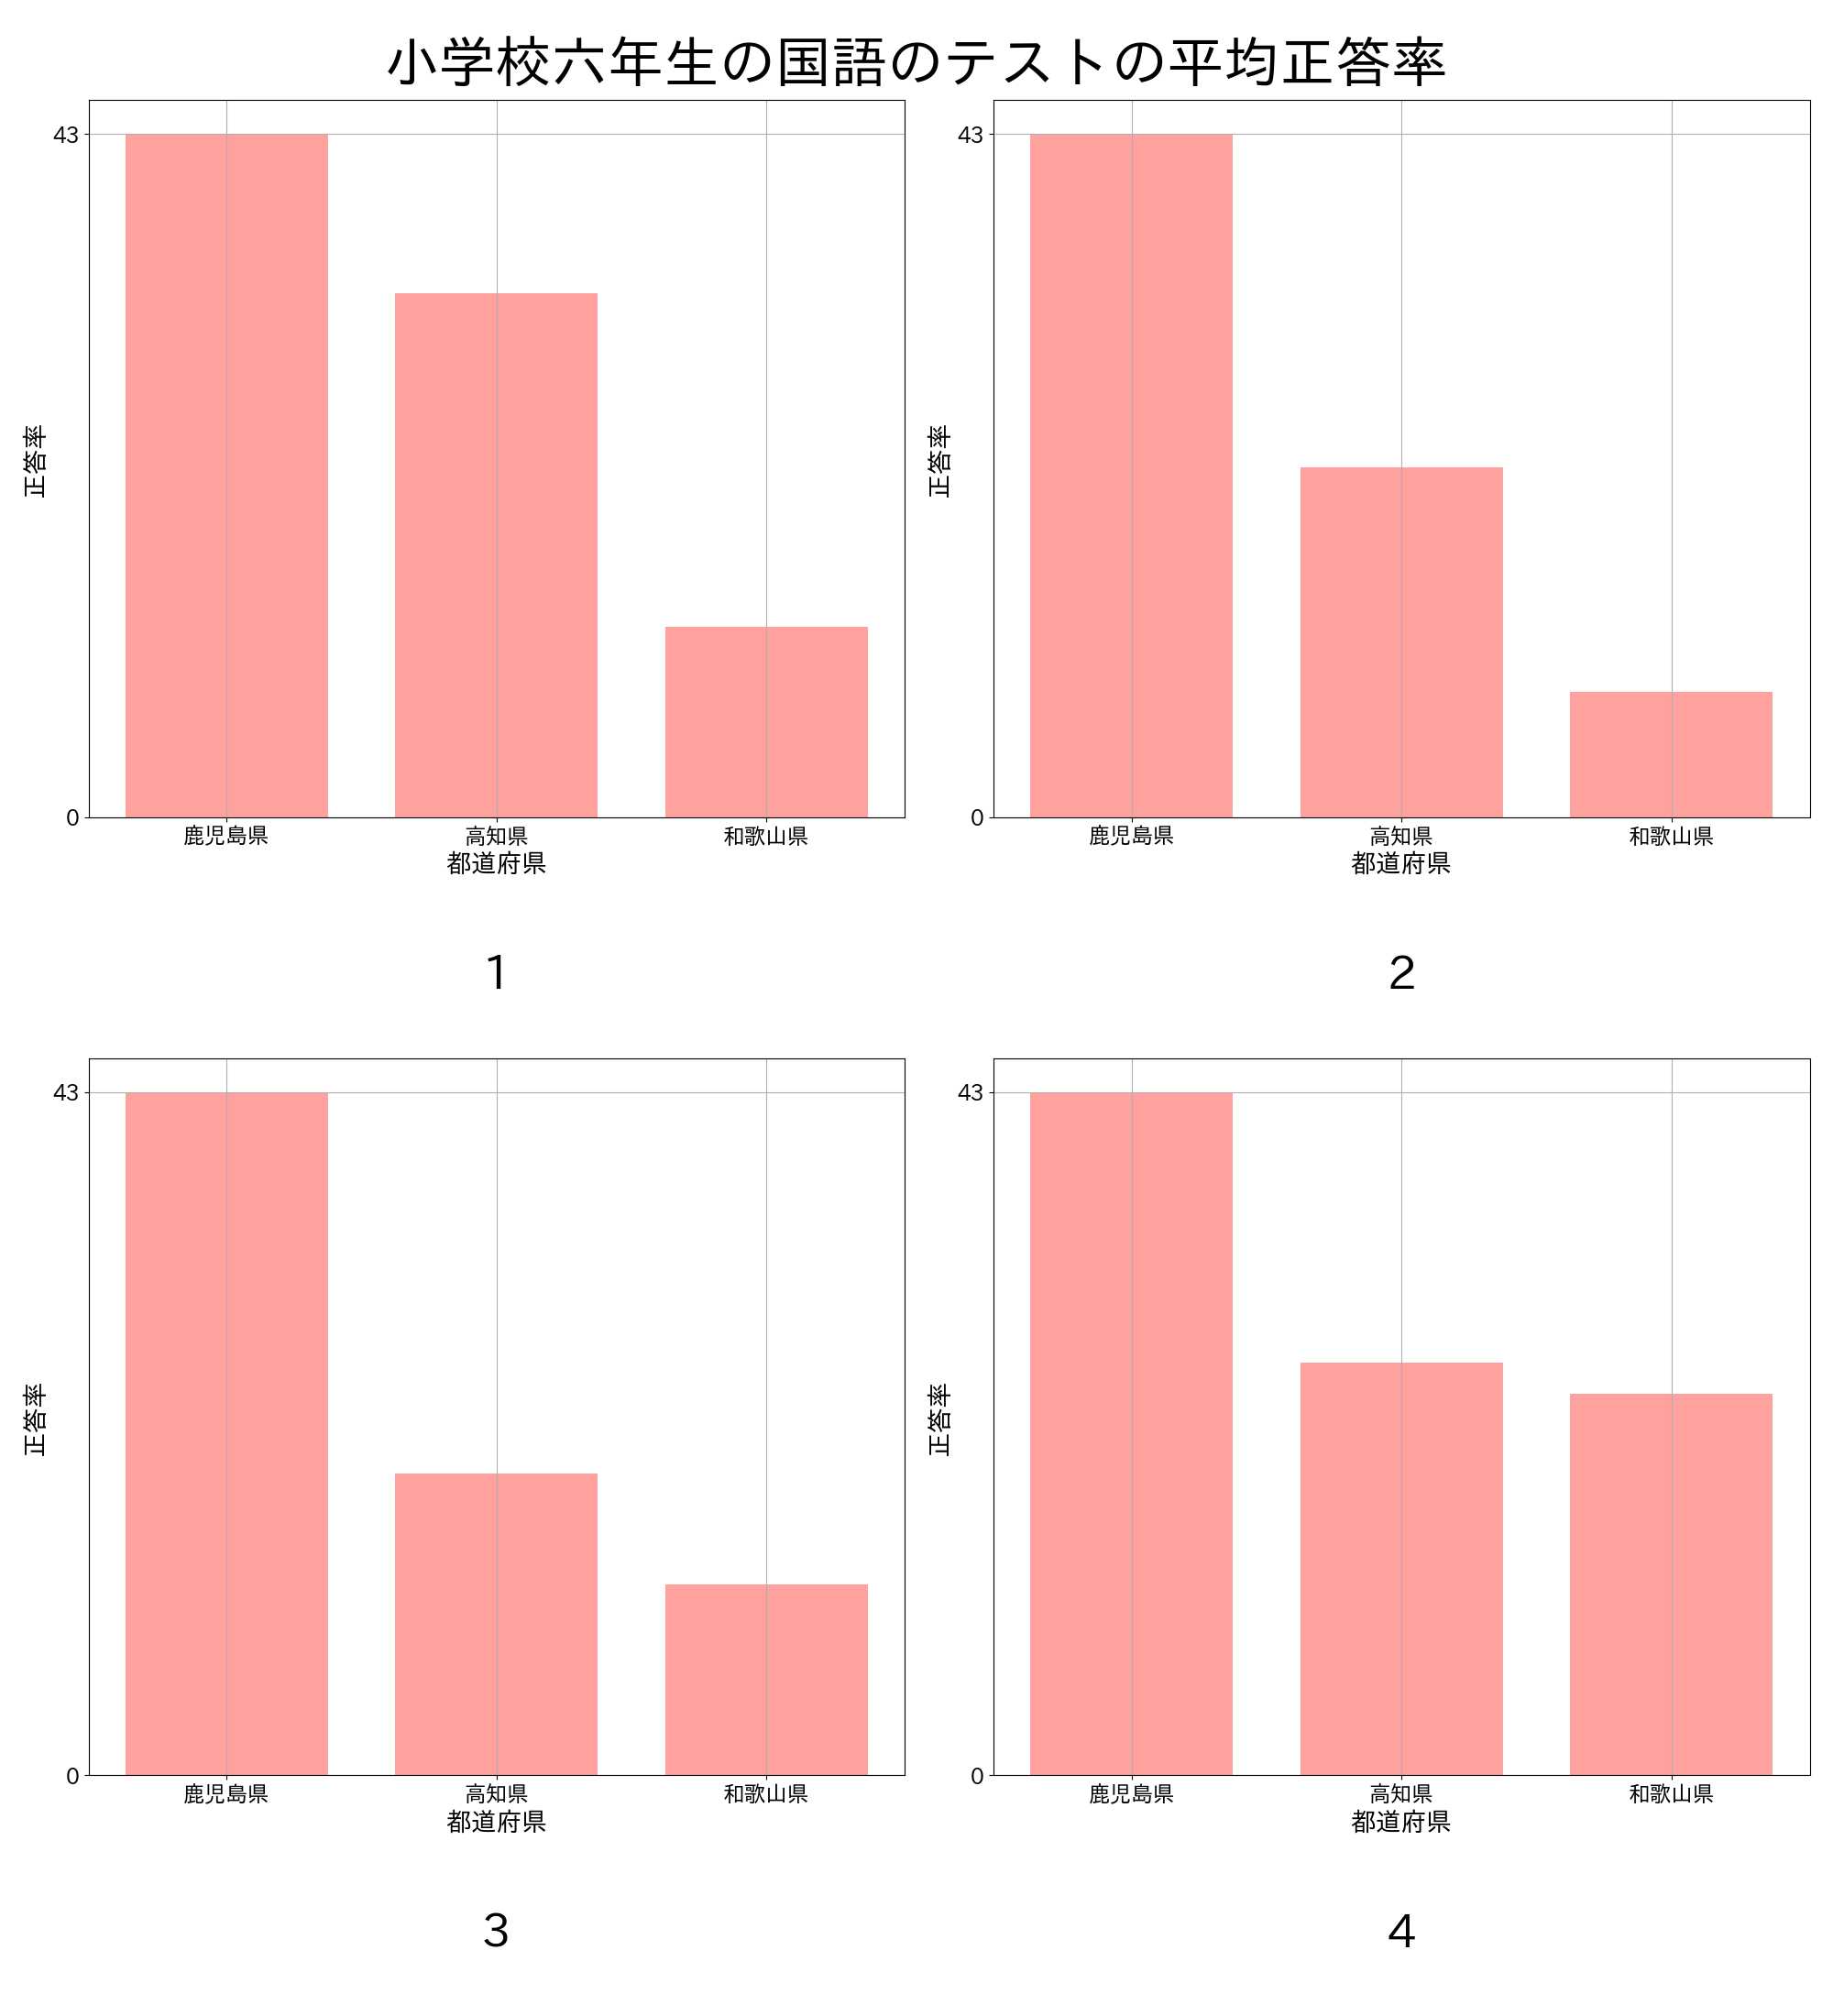 小学校六年生の国語のテストの平均正答率
43
0
正答率
鹿児島県 高知県 和歌山県
都道府県
1
43
0
正答率
鹿児島県 高知県 和歌山県
都道府県
2
43
0
正答率
鹿児島県 高知県 和歌山県
都道府県
3
43
0
正答率
鹿児島県 高知県 和歌山県
都道府県
4